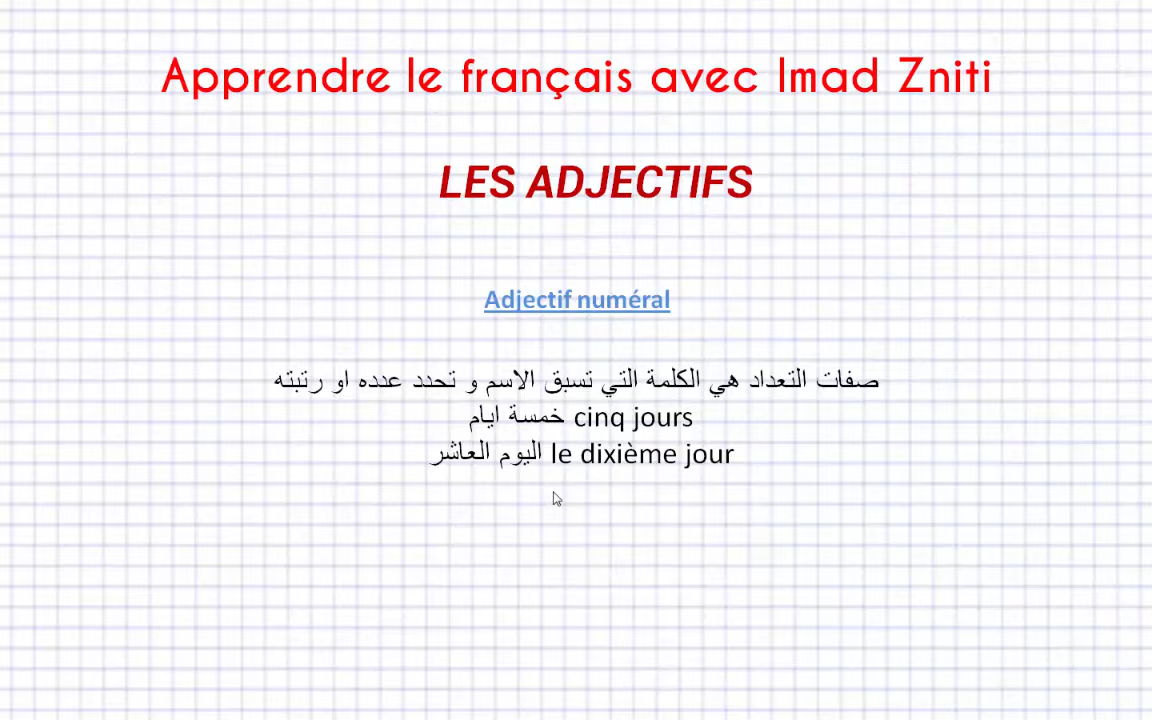 Apprendre le français avec Imad Zniti
LES ADJECTIFS
Adjectif numéral
صفات التعداد هي الكلمة التي تسبق الاسم و تحدد عدده او رتبته
cinq jours خمسة ايام
le dixième jour اليوم العاشر